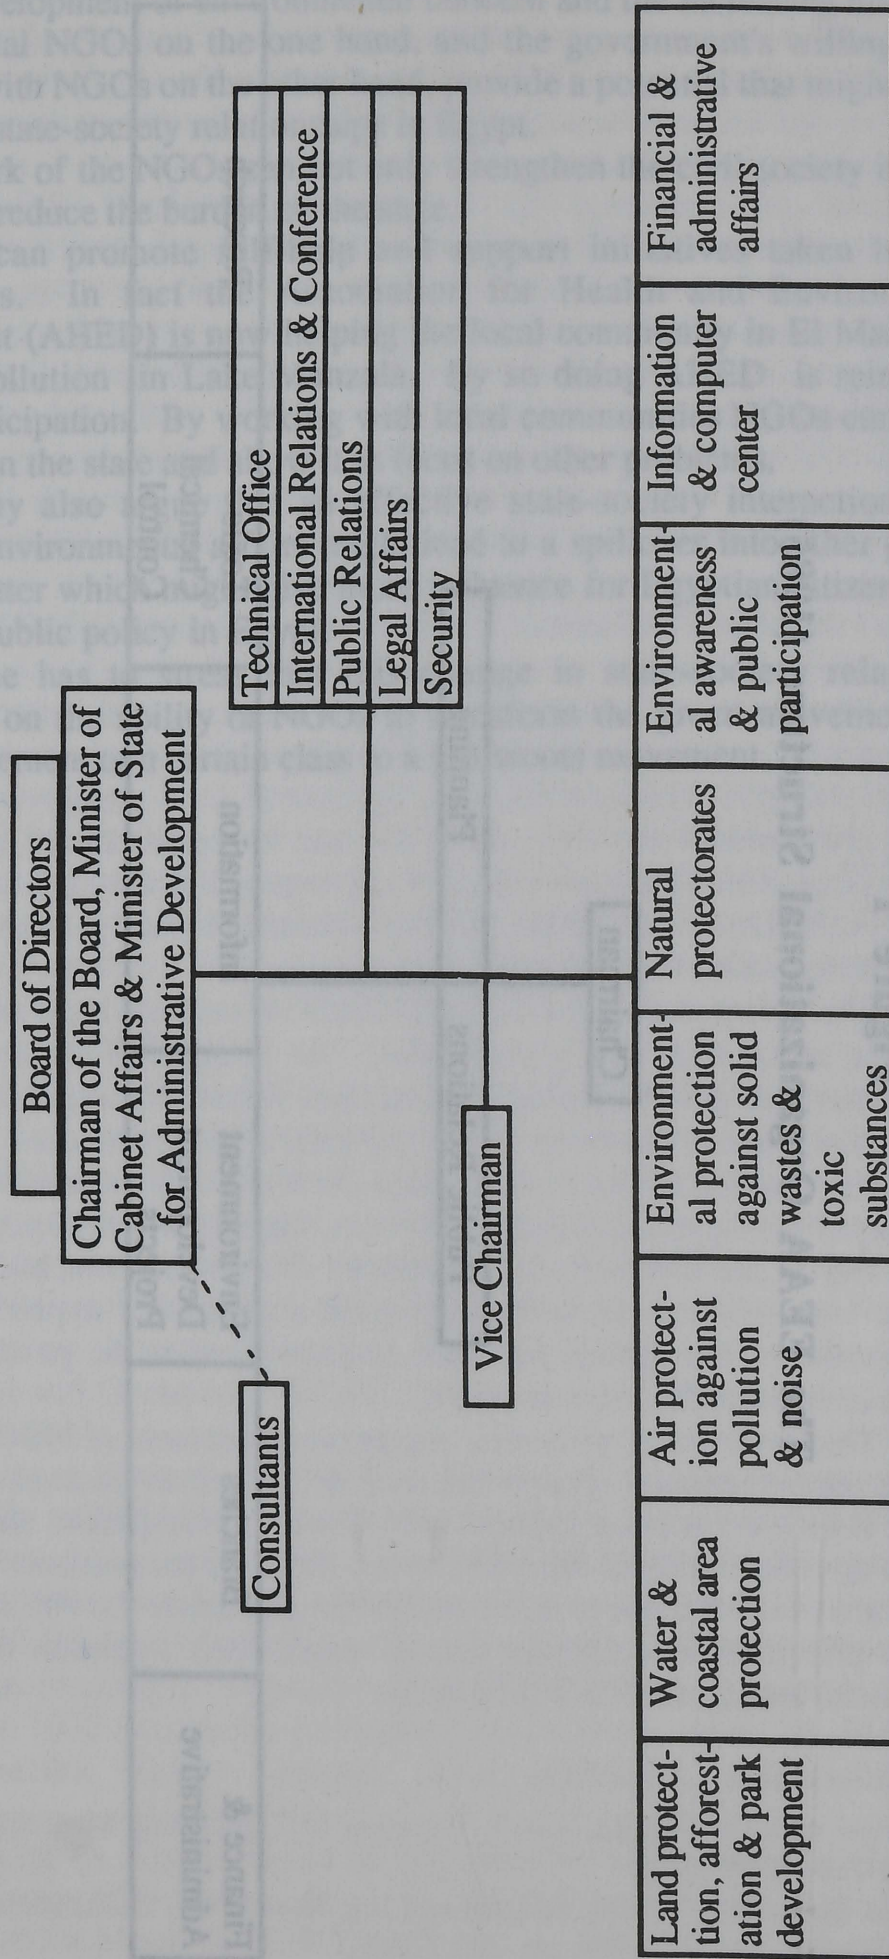 Board of Directors
Chairman of the Board, Minister of
Cabinet Affairs & Minister of State
for Administrative Development
Consultants
Technical Office
International Relations & Conference
Public Relations
Legal Affairs
Security
Vice Chairman
Land protect-
tion, afforest-
ation & park
development
Water &
coastal area
protection
Air protect-
ion against
pollution
& noise
Environment-
al protection
against solid
wastes &
toxic
substances
Natural
protectorates
Environment-
al awareness
& public
participation
Information
& computer
center
Financial &
administrative
affairs